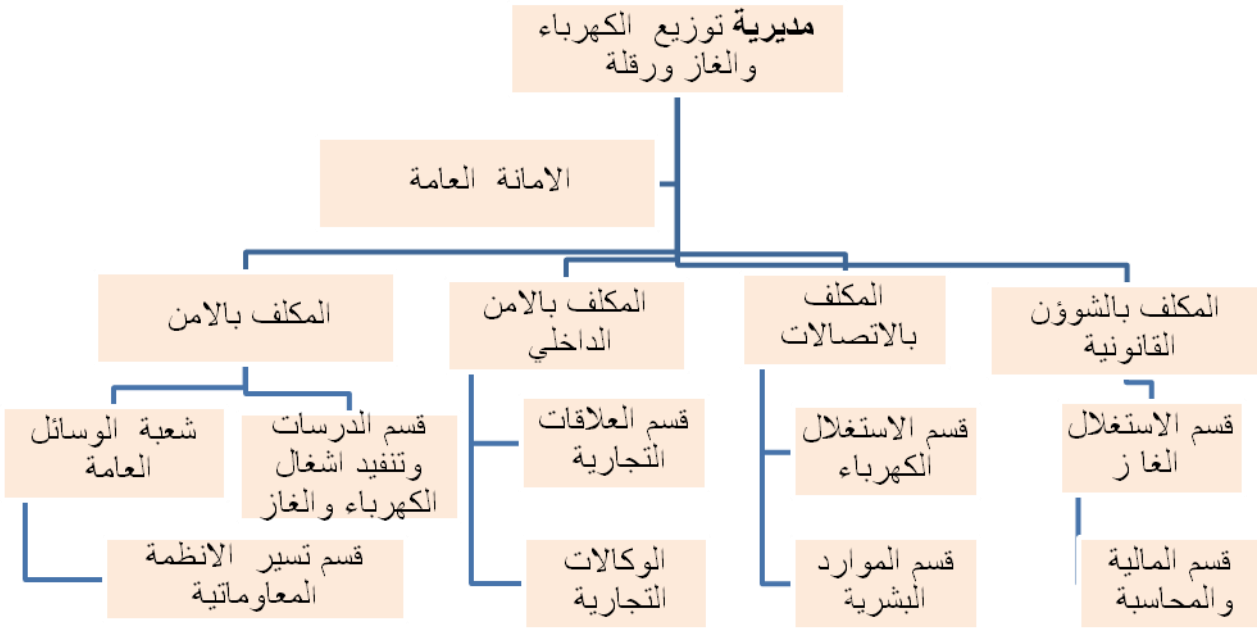 مديرية توزيع الكهرباء
والغاز ورقلة
الامانة العامة
المكلف بالشوؤن
القانونية
المكلف
بالاتصالات
المكلف بالامن
الداخلي
المكلف بالامن
قسم الاستغلال
الغا ز
قسم الاستغلال
الكهرباء
قسم العلاقات
التجارية
قسم الدرسات
وتنفيد اشغال
الكهرباء والغاز
شعبة الوسائل
العامة
قسم المالية
والمحاسبة
قسم الموارد
البشرية
الوكالات
التجارية
قسم تسير الانظمة
المعاوماتية